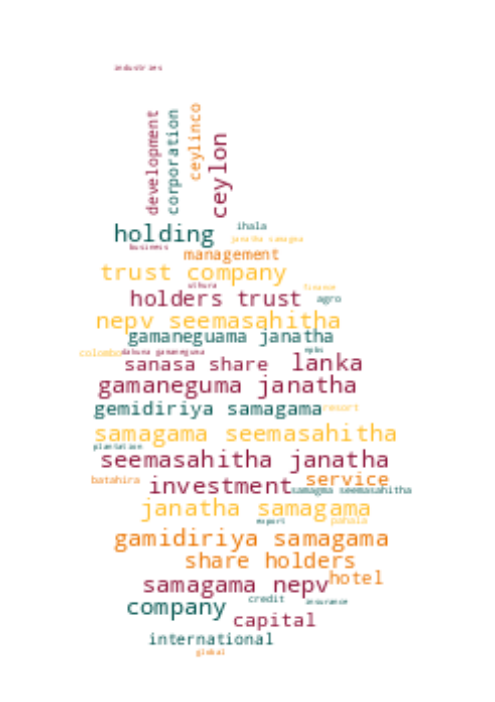 industries
development
corporation
ceylinco
ceylon
holding
ihala
janatha samagma
business
management
trust company
uthura
finance
holders trust
agro
nepv seemasahitha
gamaneguama janatha
colombo
dakuna gamaneguma
sanasa share
lanka
gamaneguma janatha
gemidiriya samagama
resort
samagama seemasahitha
plantation
seemasahitha janatha
batahira
investment
service
samagma seemasahitha
janatha samagama
export
pahala
gamidiriya samagama
share holders
samagama nepv
hotel
company
credit
insurance
capital
international
global